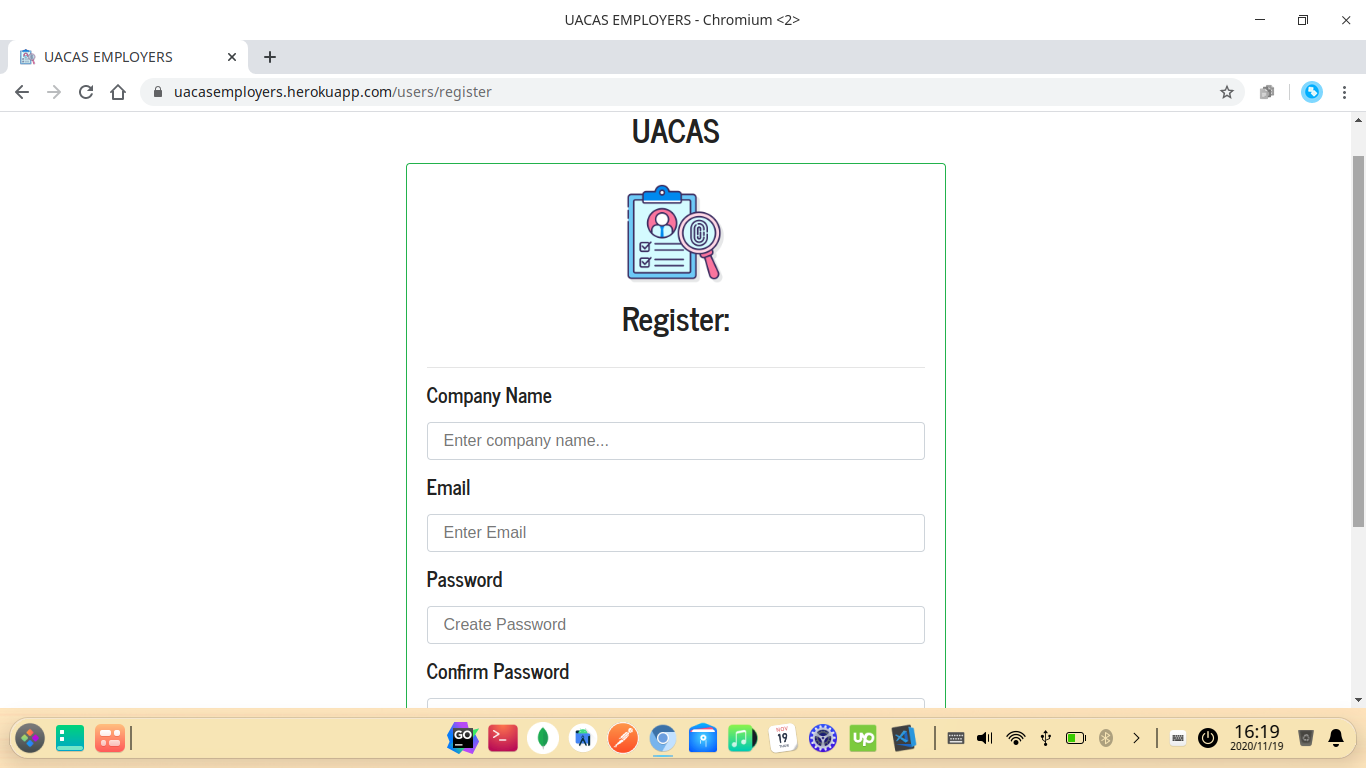 UACAS EMPLOYERS - Chromium <2>
UACAS EMPLOYERS
uacasemployers.herokuapp.com/users/register
UACAS
Register:
Company Name
Enter company name...
Email
Enter Email
Password
Create Password
Confirm Password
GO
NOV
19
up
16:19
2020/11/19